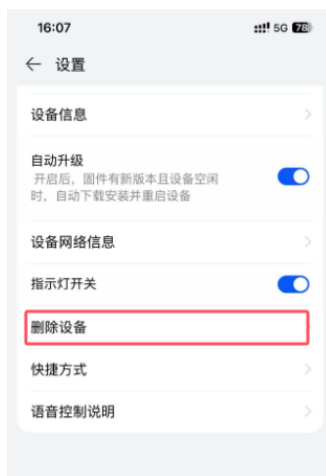 16:07
5G 78
← 设置
设备信息
自动升级
开启后，固件有新版本且设备空闲
时，自动下载安装并重启设备
设备网络信息
指示灯开关
删除设备
快捷方式
语音控制说明